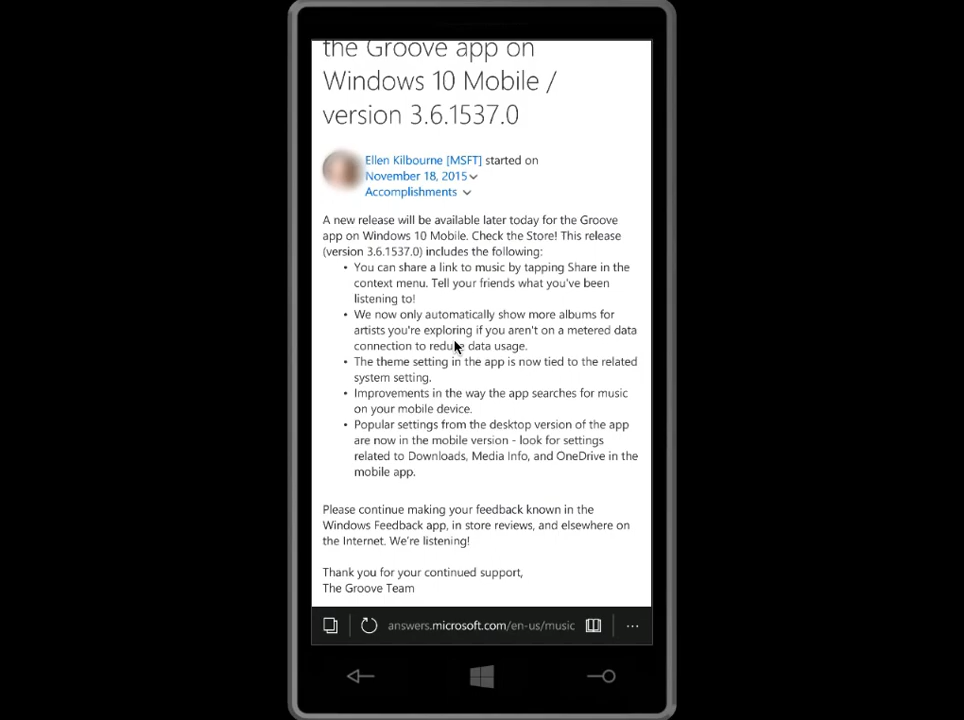 the Groove app on
Windows 10 Mobile /
version 3.6.1537.0
Ellen Kilbourne [MSFT] started on
November 18, 2015
Accomplishments
A new release will be available later today for the Groove
app on Windows 10 Mobile. Check the Store! This release
(version 3.6.1537.0) includes the following:
• You can share a link to music by tapping Share in the
context menu. Tell your friends what you've been
listening to!
• We now only automatically show more albums for
artists you're exploring if you aren't on a metered data
connection to reduce data usage.
• The theme setting in the app is now tied to the related
system setting.
• Improvements in the way the app searches for music
on your mobile device.
• Popular settings from the desktop version of the app
are now in the mobile version - look for settings
related to Downloads, Media Info, and OneDrive in the
mobile app.
Please continue making your feedback known in the
Windows Feedback app, in store reviews, and elsewhere on
the Internet. We're listening!
Thank you for your continued support,
The Groove Team
answers.microsoft.com/en-us/music